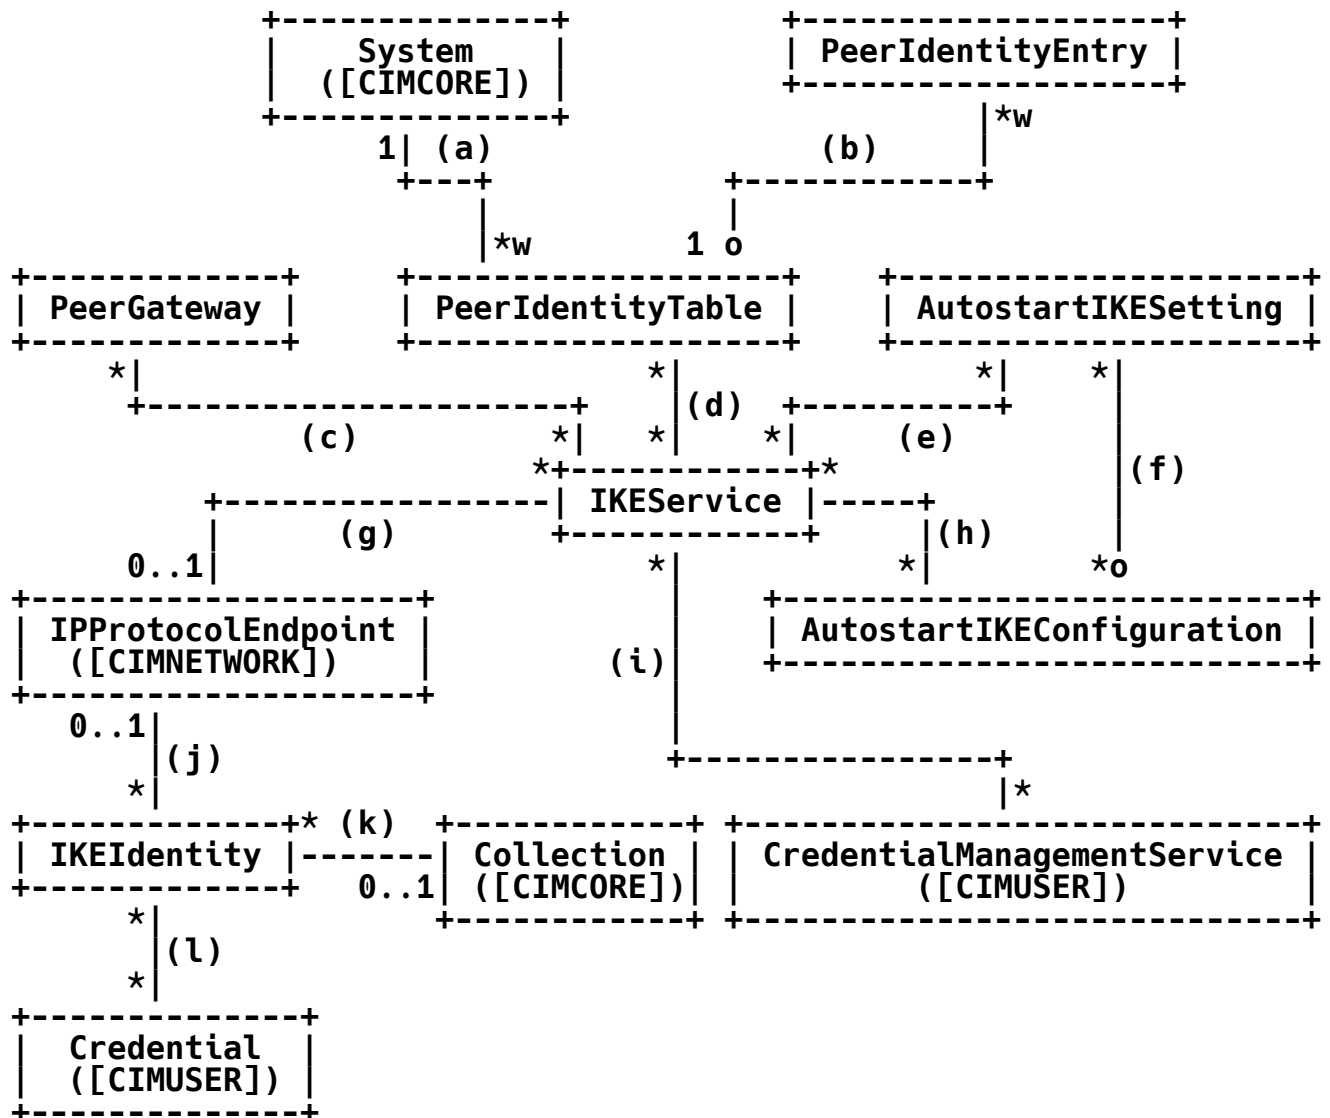 +--------------+           +--------------------+
|    System    |           | PeerIdentityEntry |
|  ([CIMCORE]) |           +--------------------+
+--------------+                     |*w
1| (a)                 (b)     |
+---+            +------------+
|            |
|*w        1 o
+-------------+     +-------------------+    +----------------------+
| PeerGateway |     | PeerIdentityTable |    | AutostartIKESetting |
+-------------+     +-------------------+    +----------------------+
*|                           *|               *|    *|
+----------------------+    |(d)  +----------+     |
(c)          *|   *|    *|     (e)        |
*+------------+*               |(f)
+-----------------| IKEService |-----+         |
|      (g)        +------------+     |(h)      |
0..1|                      *|           *|        *o
+--------------------+                 +----------------------------+
| IPProtocolEndpoint |            |    | AutostartIKEConfiguration |
|  ([CIMNETWORK])    |         (i)|    +----------------------------+
+--------------------+            |
0..1|                          |
|(j)                       +----------------+
*|                                           |*
+-------------+* (k)  +------------+ +-----------------------------+
| IKEIdentity |-------| Collection | | CredentialManagementService |
+-------------+   0..1| ([CIMCORE])| |         ([CIMUSER])         |
*|              +------------+ +-----------------------------+
|(l)
*|
+--------------+
|  Credential  |
|  ([CIMUSER]) |
+--------------+